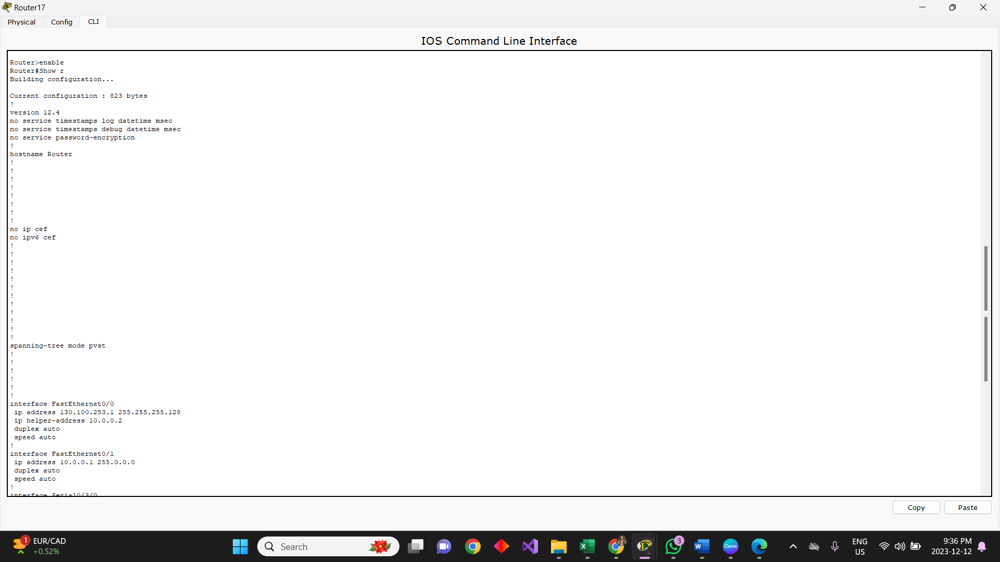 Router17
Physical
Config
CLI
IOS Command Line Interface
Router>enable
Router#Show r
Building configuration...
Current configuration : 823 bytes
!
version 12.4
no service timestamps log datetime msec
no service timestamps debug datetime msec
no service password-encryption
!
hostname Router
!
!
!
!
!
!
!
!
no ip cef
no ipv6 cef
!
!
!
!
!
!
!
!
!
!
!
!
spanning-tree mode pvst
!
!
!
!
!
!
interface FastEthernet0/0
ip address 130.100.253.1 255.255.255.128
ip helper-address 10.0.0.2
duplex auto
speed auto
!
interface FastEthernet0/1
ip address 10.0.0.1 255.0.0.0
duplex auto
speed auto
!
interface Serial0/3/0
Copy
Paste
1
EUR/CAD
+0.52%
Search
3
Canva
ENG
US
9:36 PM
2023-12-12